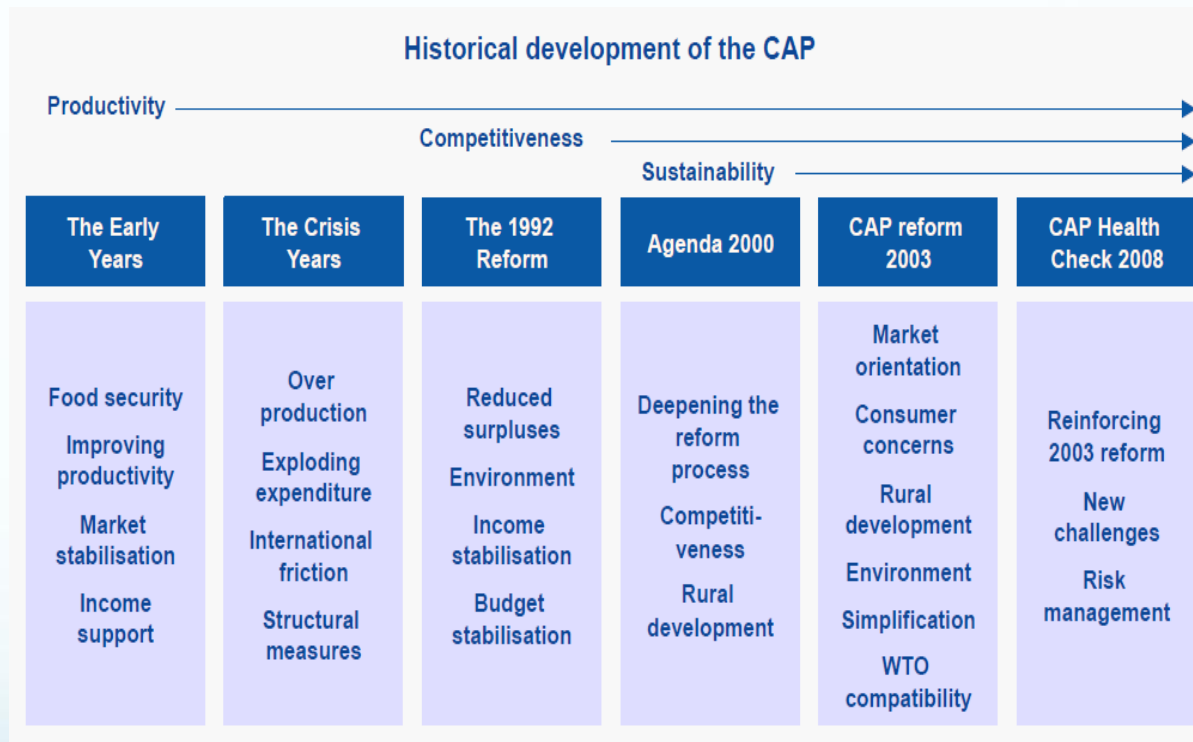 Historical development of the CAP
Productivity
Competitiveness
Sustainability
The Early
Years
The Crisis
Years
The 1992
Reform
Agenda 2000
CAP reform
2003
CAP Health
Check 2008
Food security
Improving
productivity
Market
stabilisation
Income
support
Over
production
Exploding
expenditure
International
friction
Structural
measures
Reduced
surpluses
Environment
Income
stabilisation
Budget
stabilisation
Deepening the
reform
process
Competiti-
veness
Rural
development
Market
orientation
Consumer
concerns
Rural
development
Environment
Simplification
WTO
compatibility
Reinforcing
2003 reform
New
challenges
Risk
management